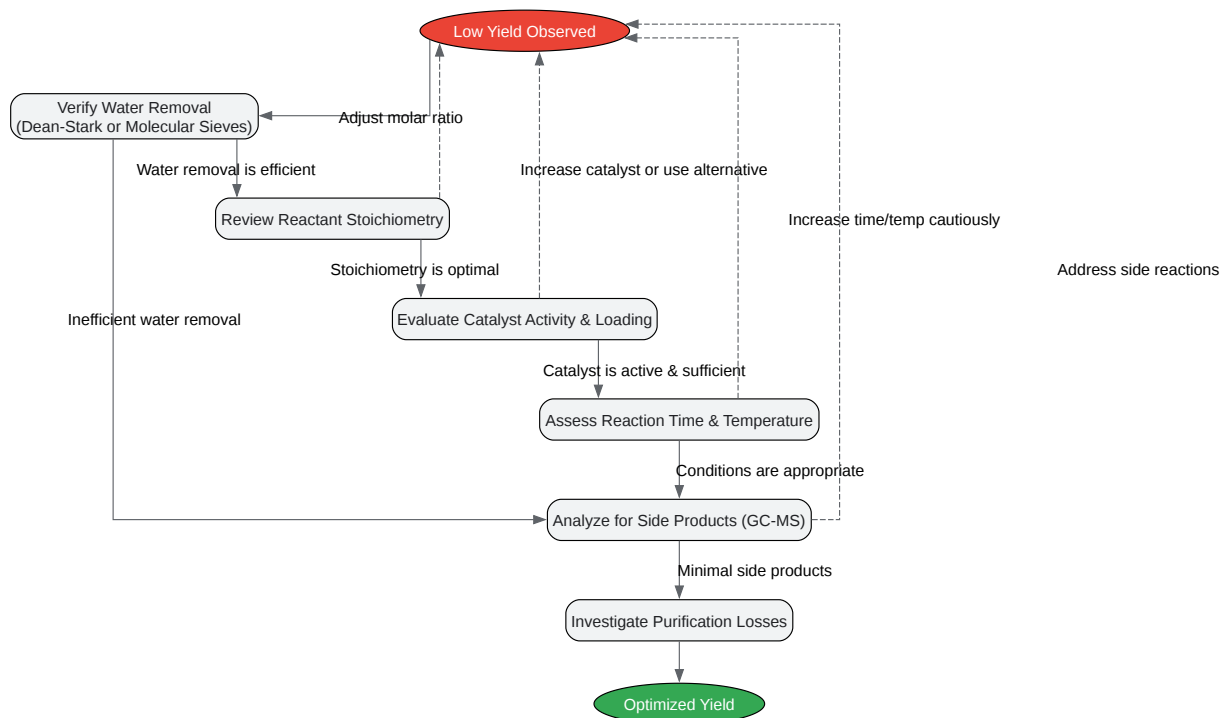 Low Yield Observed
Verify Water Removal
(Dean-Stark or Molecular Sieves)
Adjust molar ratio
Water removal is efficient
Increase catalyst or use alternative
Review Reactant Stoichiometry
Increase time/temp cautiously
Stoichiometry is optimal
Address side reactions
Inefficient water removal
Evaluate Catalyst Activity & Loading
Catalyst is active & sufficient
Assess Reaction Time & Temperature
Conditions are appropriate
Analyze for Side Products (GC-MS)
Minimal side products
Investigate Purification Losses
Optimized Yield